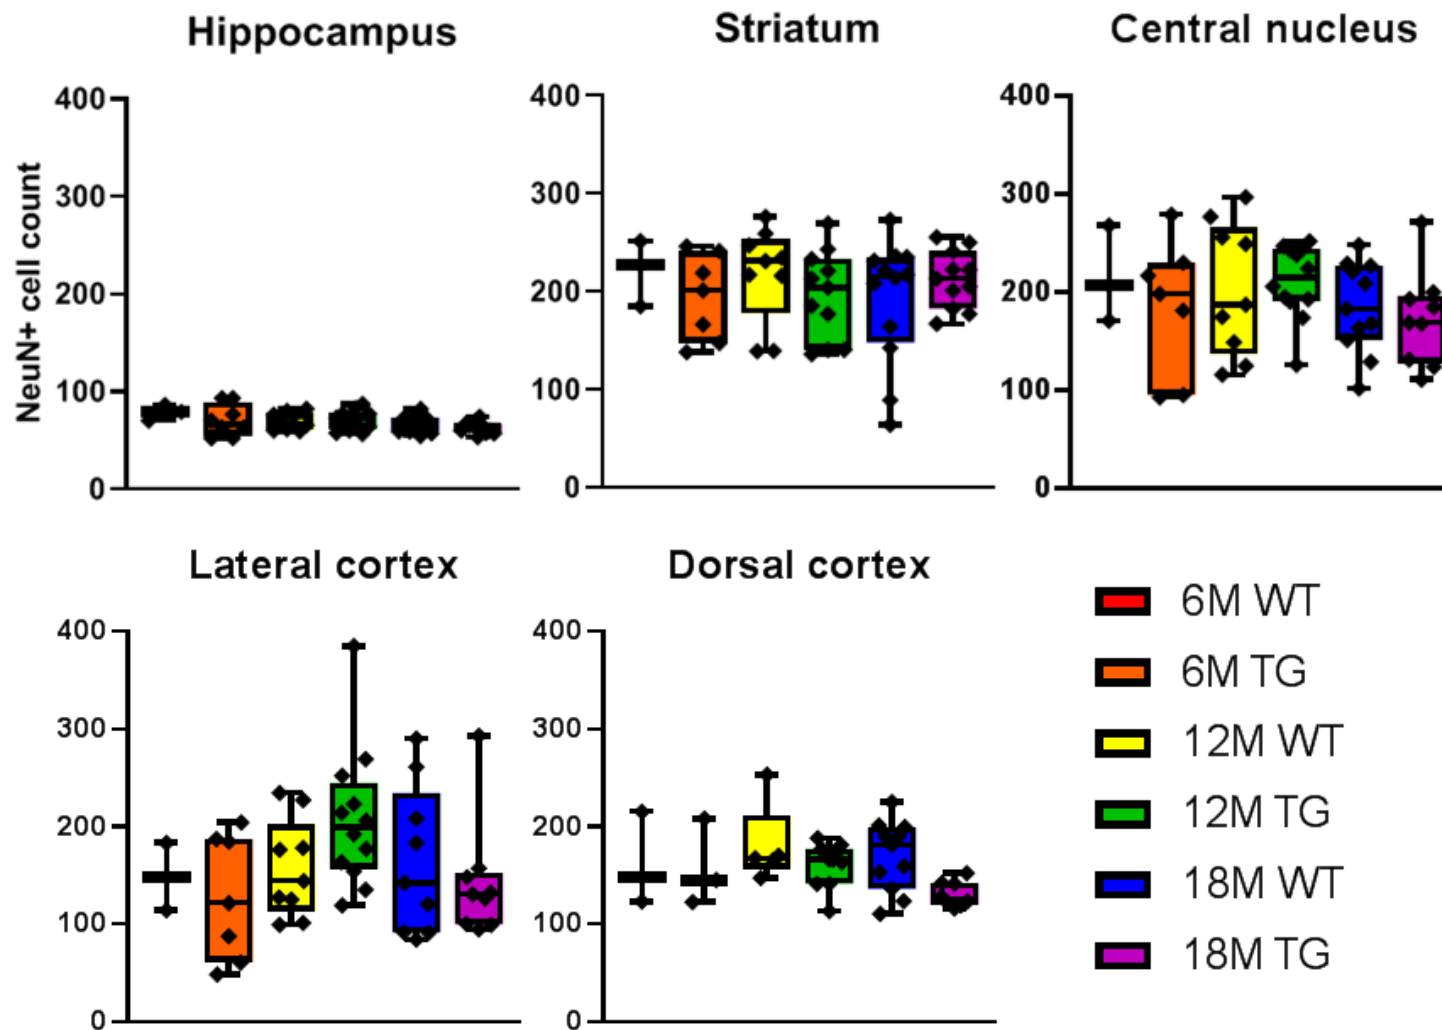 Hippocampus
Striatum
Central nucleus
NeuN+ cell count
400
300
200
100
0
400
300
200
100
0
400
300
200
100
0
Lateral cortex
Dorsal cortex
400
300
200
100
0
400
300
200
100
0
6M WT
6M TG
12M WT
12M TG
18M WT
18M TG